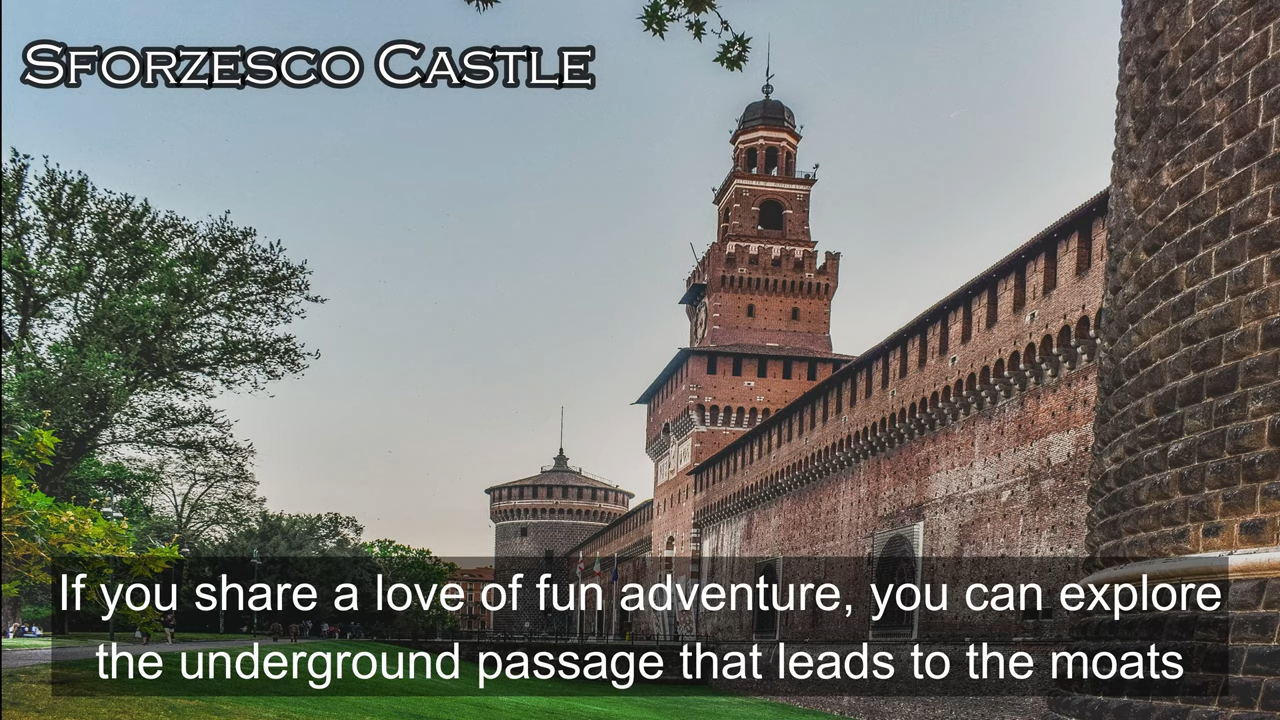 Sforzesco Castle
If you share a love of fun adventure, you can explore
the underground passage that leads to the moats